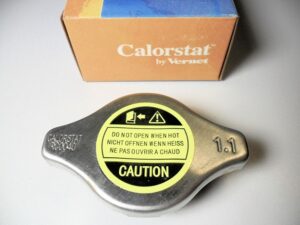 Calorstat™
by Vernet
CALORSTAT
1.1
DO NOT OPEN WHEN HOT
NICHT OFFNEN WENN HEISS
NE PAS OUVRIR A CHAUD
CAUTION